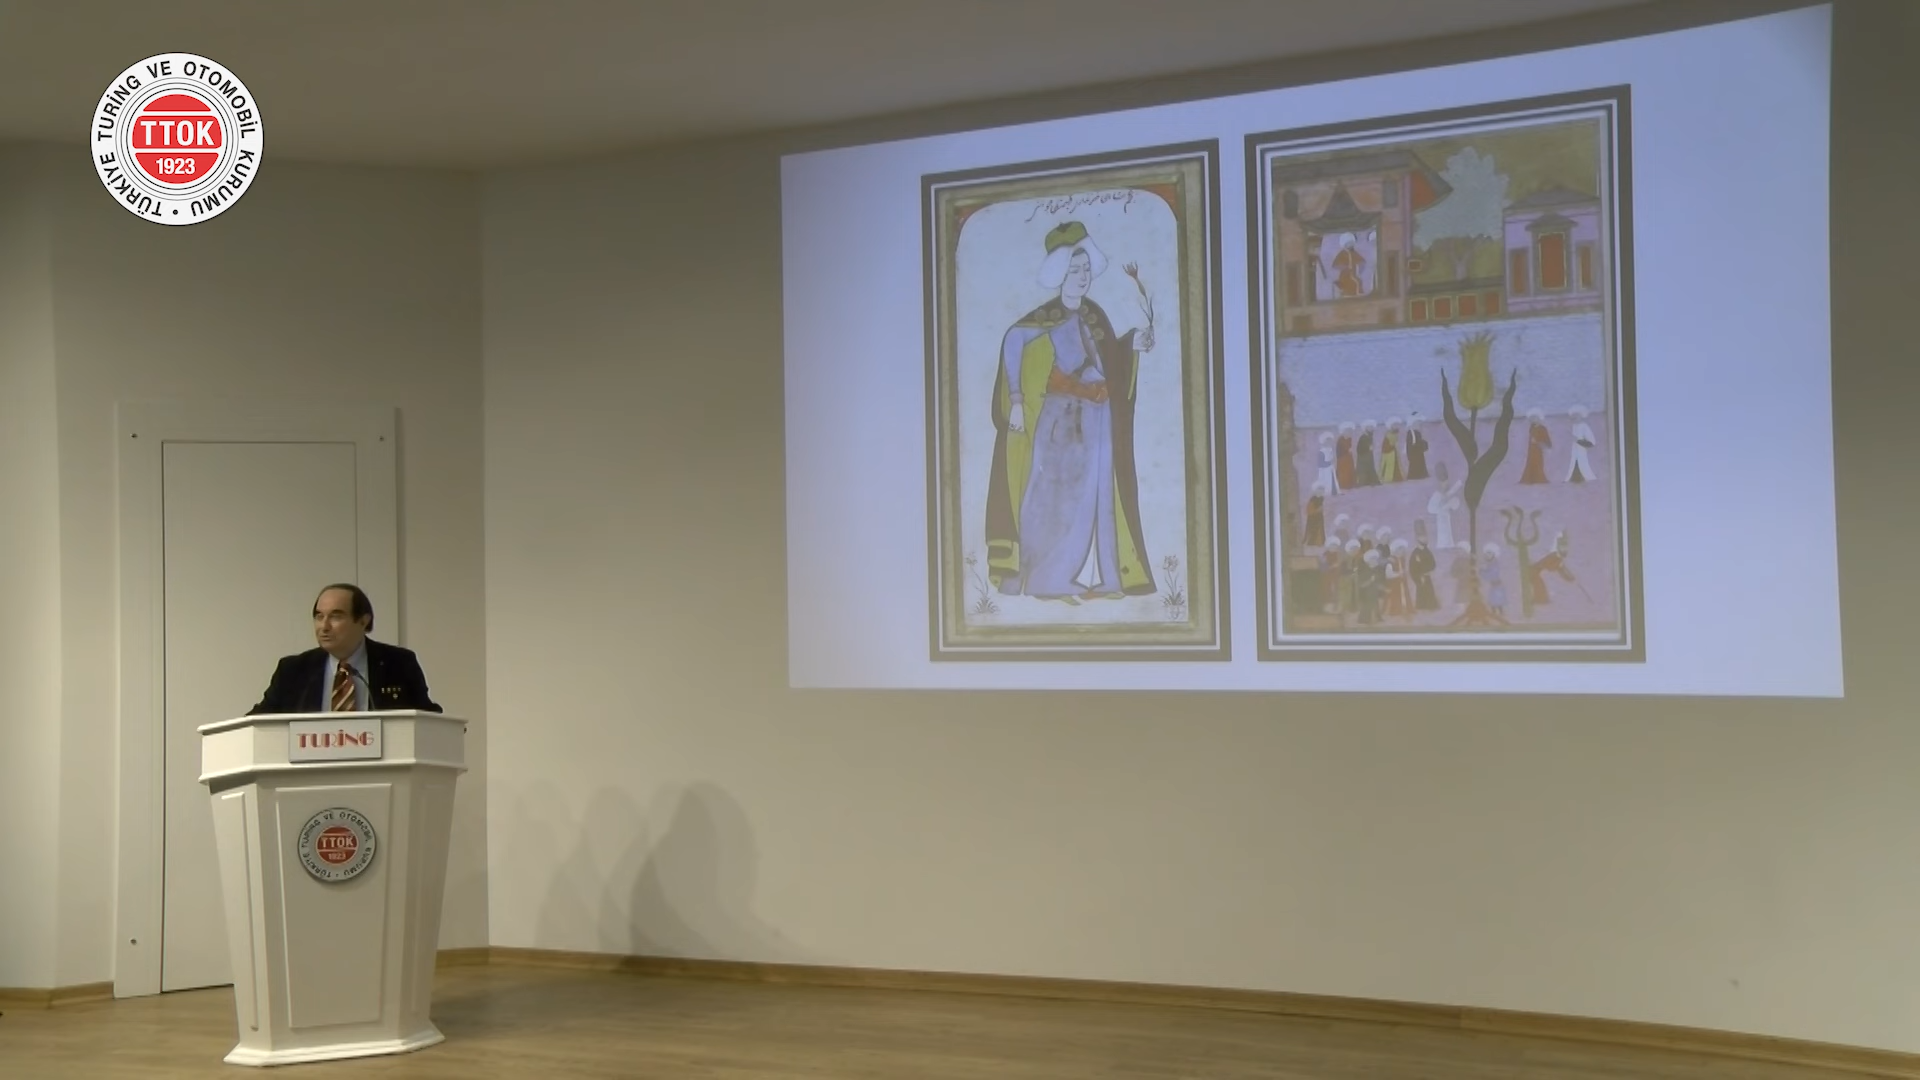 TÜRKİYE TURİNG VE OTOMOBİL KURUMU •
TTOK
1923
TURİNG
TÜRKİYE TURİNG VE OTOMOBİL KURUMU •
TTOK
1923